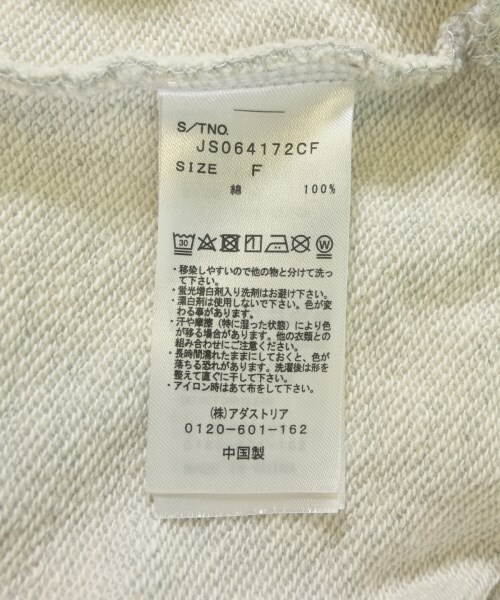 S/TNO.
JS064172CF
SIZE F
綿 100%
30 W
・移染しやすいので他の物と分けて洗っ
て下さい。
・蛍光増白剤入り洗剤はお避け下さい。
・漂白剤は使用しないで下さい。色が変
わる事があります。
・汗や摩擦(特に湿った状態)により色
が移る場合があります。他の衣類との
組み合わせにご注意ください。
・長時間濡れたままにしておくと、色が
落ちる恐れがあります。洗濯後は形を
整えて直ぐに干して下さい。
・アイロン時はあて布をして下さい。
(株)アダストリア
0120-601-162
中国製